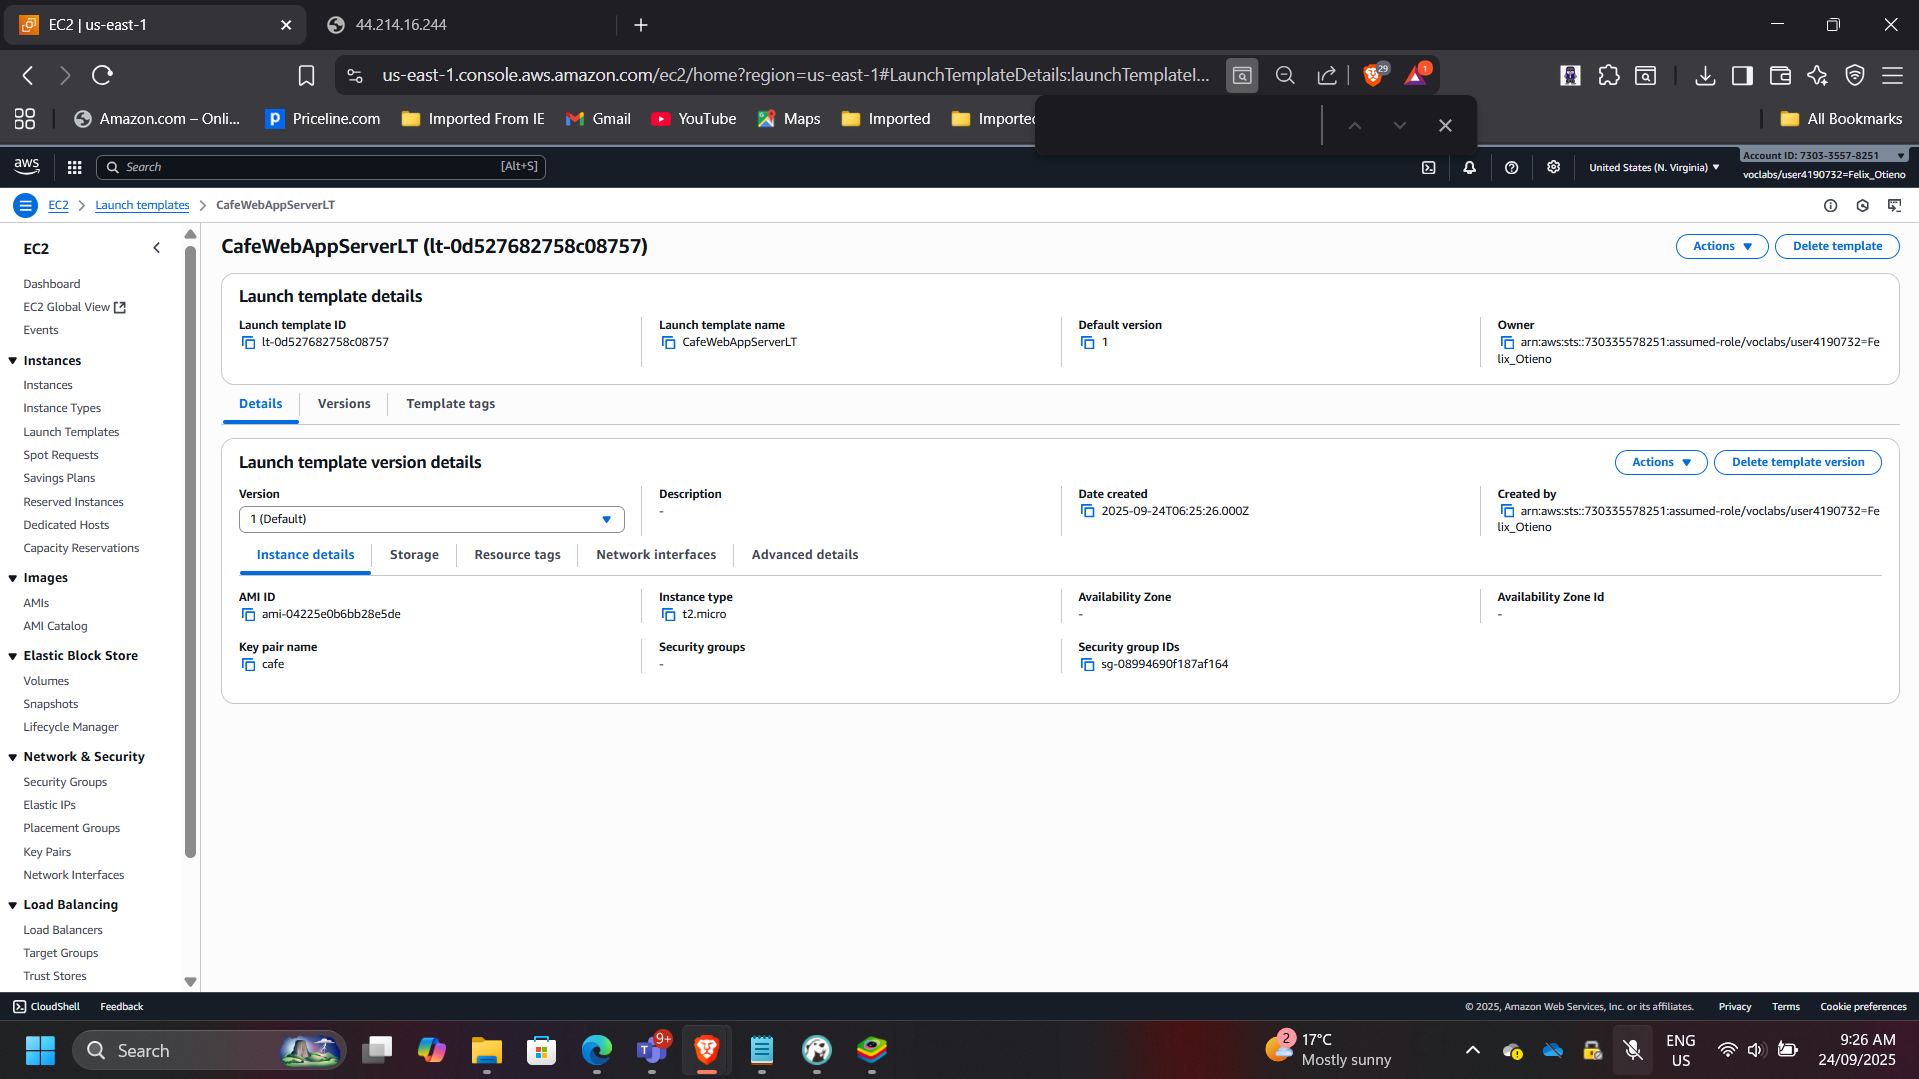 EC2 | us-east-1
44.214.16.244
us-east-1.console.aws.amazon.com/ec2/home?region=us-east-1#LaunchTemplateDetails:launchTemplateI...
29
1
Amazon.com – Onli...
Priceline.com
Imported From IE
Gmail
YouTube
Maps
Imported
Importec
All Bookmarks
aws
Search
[Alt+S]
United States (N. Virginia)
Account ID: 7303-3557-8251
voclabs/user4190732=Felix_Otieno
EC2
Launch templates
CafeWebAppServerLT
EC2
Dashboard
EC2 Global View
Events
Instances
Instances
Instance Types
Launch Templates
Spot Requests
Savings Plans
Reserved Instances
Dedicated Hosts
Capacity Reservations
Images
AMIs
AMI Catalog
Elastic Block Store
Volumes
Snapshots
Lifecycle Manager
Network & Security
Security Groups
Elastic IPs
Placement Groups
Key Pairs
Network Interfaces
Load Balancing
Load Balancers
Target Groups
Trust Stores
CafeWebAppServerLT (lt-0d527682758c08757)
Actions
Delete template
Launch template details
Launch template ID
lt-0d527682758c08757
Launch template name
CafeWebAppServerLT
Default version
1
Owner
arn:aws:sts::730335578251:assumed-role/voclabs/user4190732=Fe
lix_Otieno
Details
Versions
Template tags
Launch template version details
Actions
Delete template version
Version
1 (Default)
Description
-
Date created
2025-09-24T06:25:26.000Z
Created by
arn:aws:sts::730335578251:assumed-role/voclabs/user4190732=Fe
lix_Otieno
Instance details
Storage
Resource tags
Network interfaces
Advanced details
AMI ID
ami-04225e0b6bb28e5de
Instance type
t2.micro
Availability Zone
-
Availability Zone Id
-
Key pair name
cafe
Security groups
-
Security group IDs
sg-08994690f187af164
CloudShell
Feedback
© 2025, Amazon Web Services, Inc. or its affiliates.
Privacy
Terms
Cookie preferences
Search
9+
2
17°C
Mostly sunny
ENG
US
9:26 AM
24/09/2025